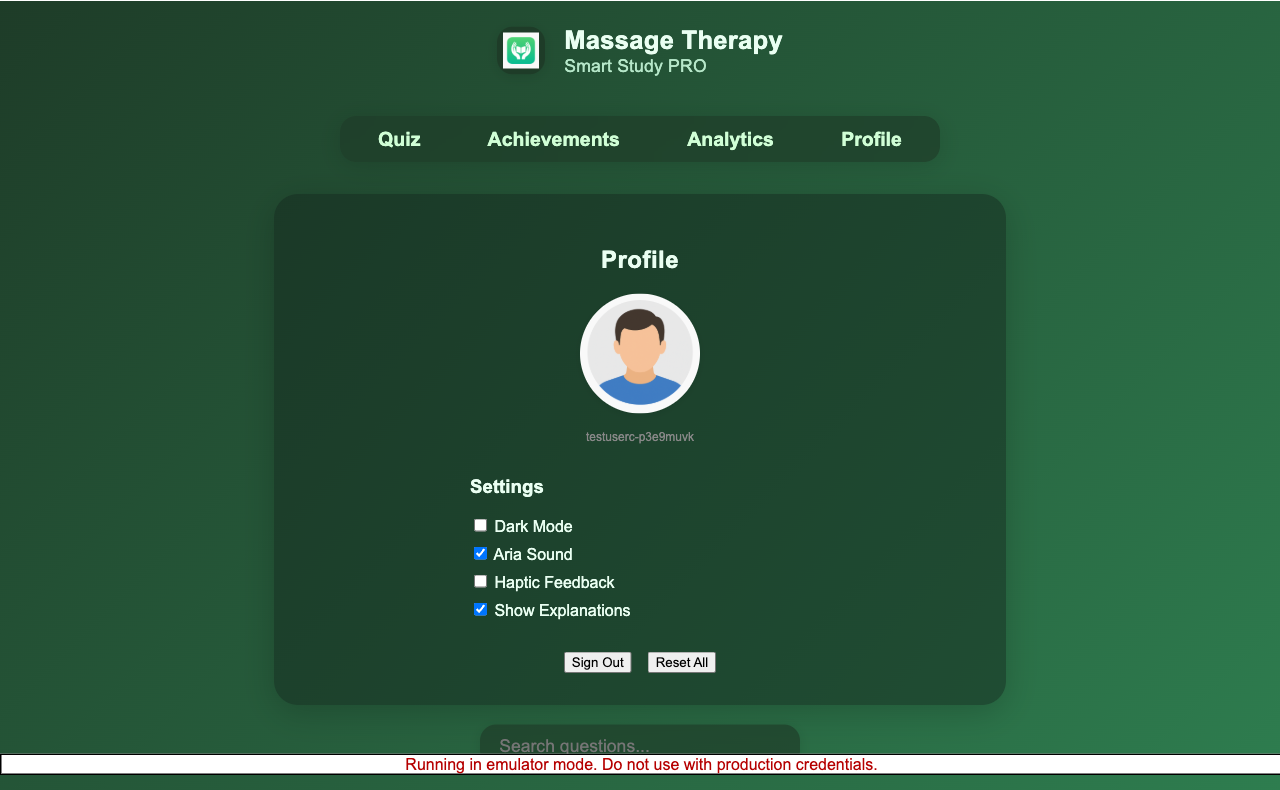 Massage Therapy
Smart Study PRO
Quiz Achievements Analytics Profile
Profile
testuserc-p3e9muvk
Settings
Dark Mode
Aria Sound
Haptic Feedback
Show Explanations
Sign Out Reset All
Search questions...
Running in emulator mode. Do not use with production credentials.